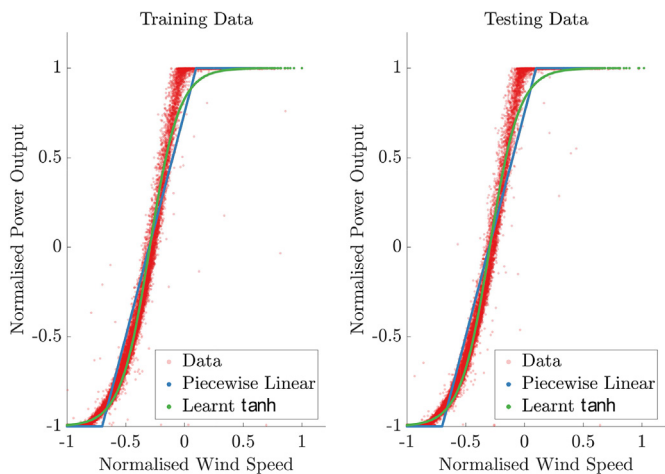 Training Data
Normalised Power Output
1
0.5
0
-0.5
-1
-1
-0.5
0
0.5
1
Normalised Wind Speed
Data
Piecewise Linear
Learnt tanh
Testing Data
Normalised Power Output
1
0.5
0
-0.5
-1
-1
-0.5
0
0.5
1
Normalised Wind Speed
Data
Piecewise Linear
Learnt tanh